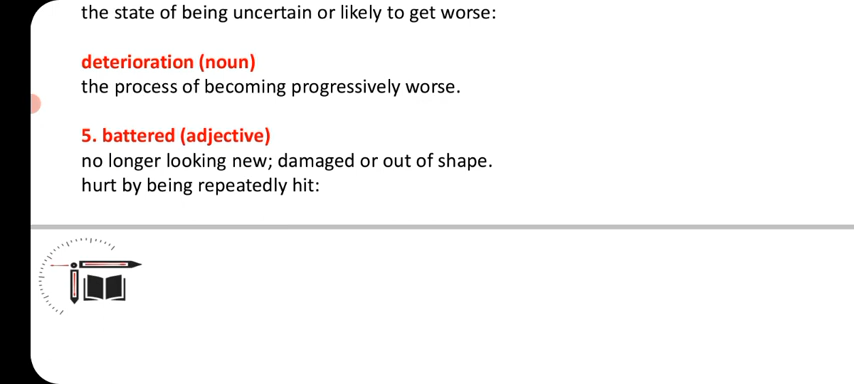 the state of being uncertain or likely to get worse:
deterioration (noun)
the process of becoming progressively worse.
5. battered (adjective)
no longer looking new; damaged or out of shape.
hurt by being repeatedly hit: